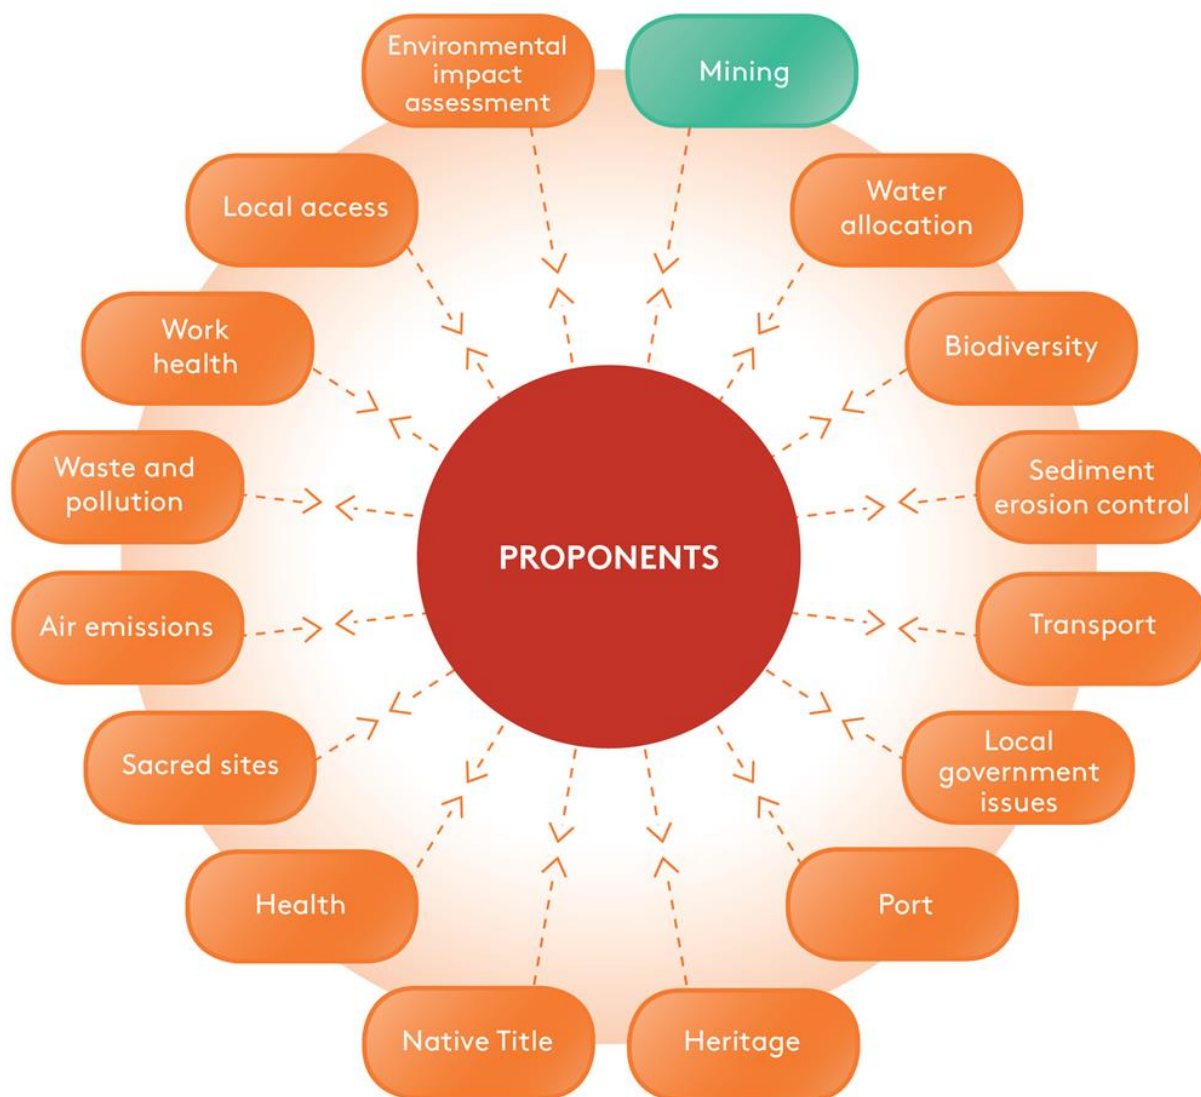 Environmental
impact
assessment
Mining
Local access
Water
allocation
Work
health
Biodiversity
Waste and
pollution
Sediment
erosion control
PROPONENTS
Air emissions
Transport
Sacred sites
Local
government
issues
Health
Port
Native Title
Heritage